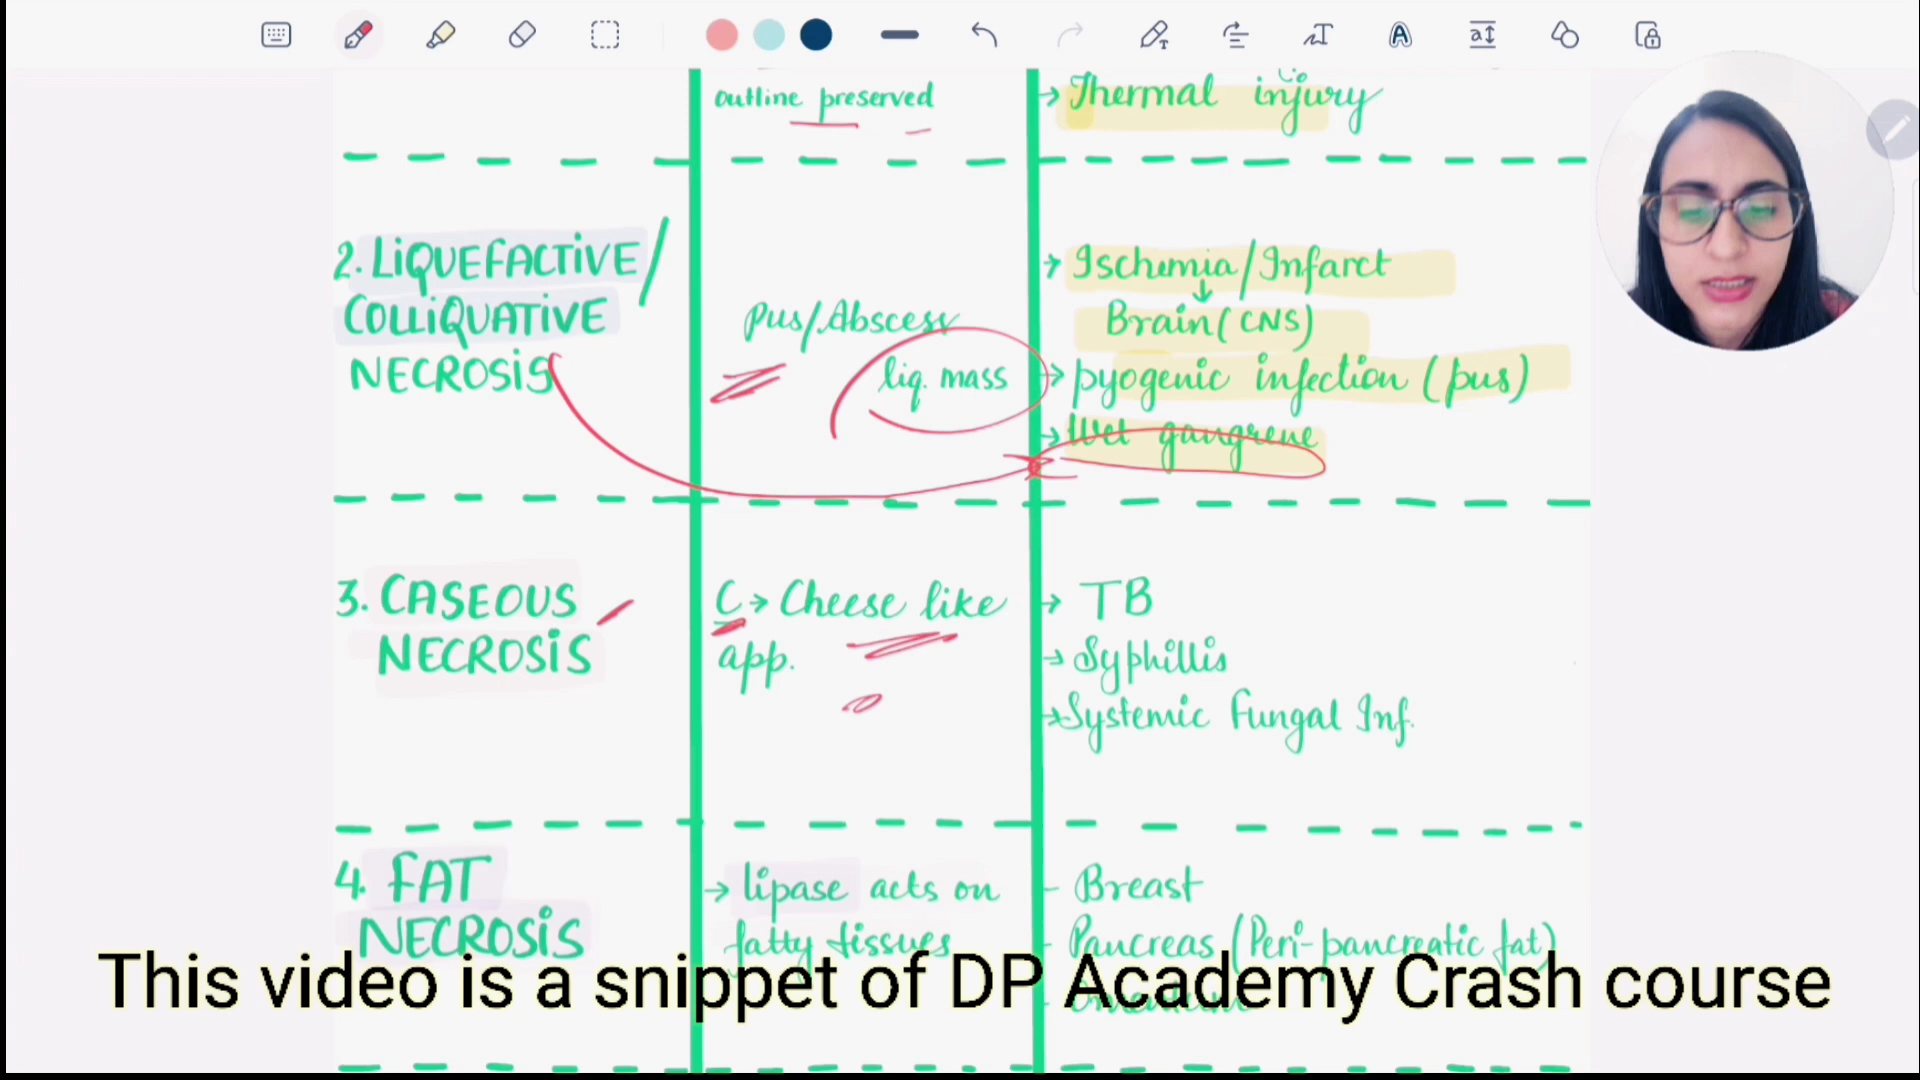 outline preserved
→ Thermal injury
2. LIQUEFACTIVE/
COLLIQUATIVE
NECROSIS
Pus/Abscess
liq. mass
→ Ischemia/Infarct
↓
Brain (CNS)
→ pyogenic infection (pus)
→ Wet gangrene
3. CASEOUS
NECROSIS
C → Cheese like
app.
→ TB
→ Syphillis
→ Systemic Fungal Inf.
4. FAT
NECROSIS
→ lipase acts on
fatty tissues
- Breast
- Pancreas (Peri-pancreatic fat)
This video is a snippet of DP Academy Crash course